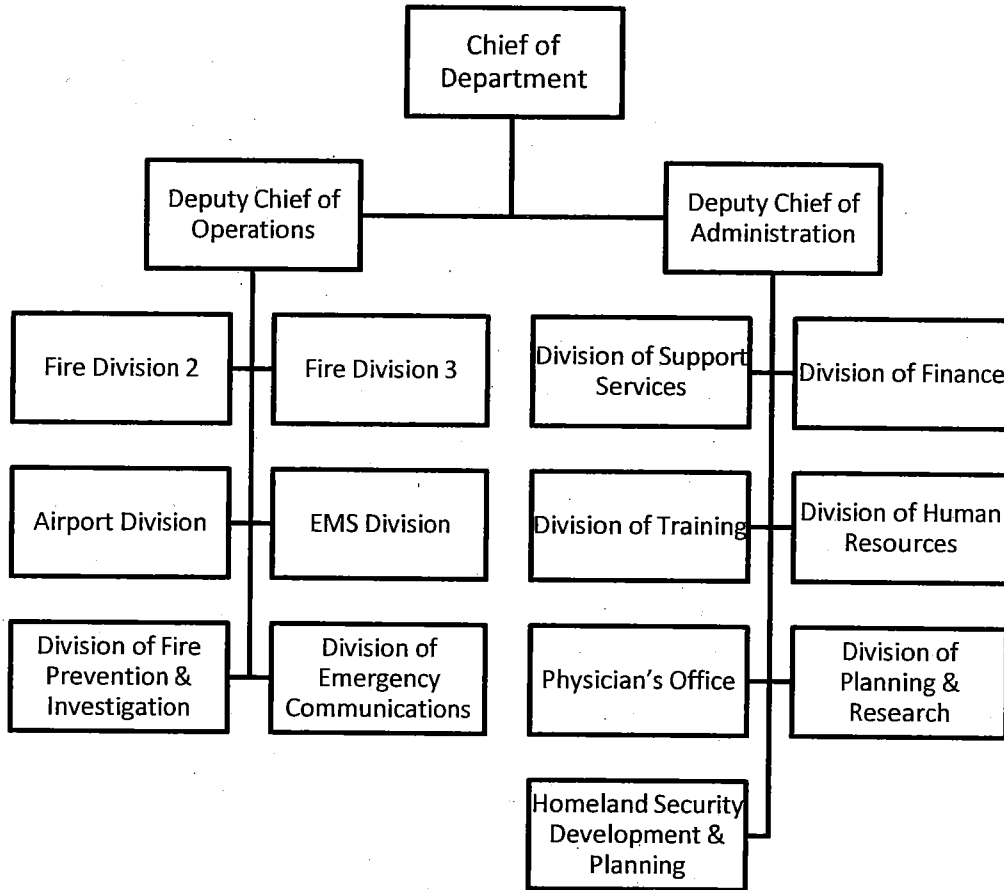 Chief of
Department
Deputy Chief of
Operations
Deputy Chief of
Administration
Fire Division 2
Fire Division 3
Division of Support
Services
Division of Finance
Airport Division
EMS Division
Division of Training
Division of Human
Resources
Division of Fire
Prevention &
Investigation
Division of
Emergency
Communications
Physician's Office
Division of
Planning &
Research
Homeland Security
Development &
Planning